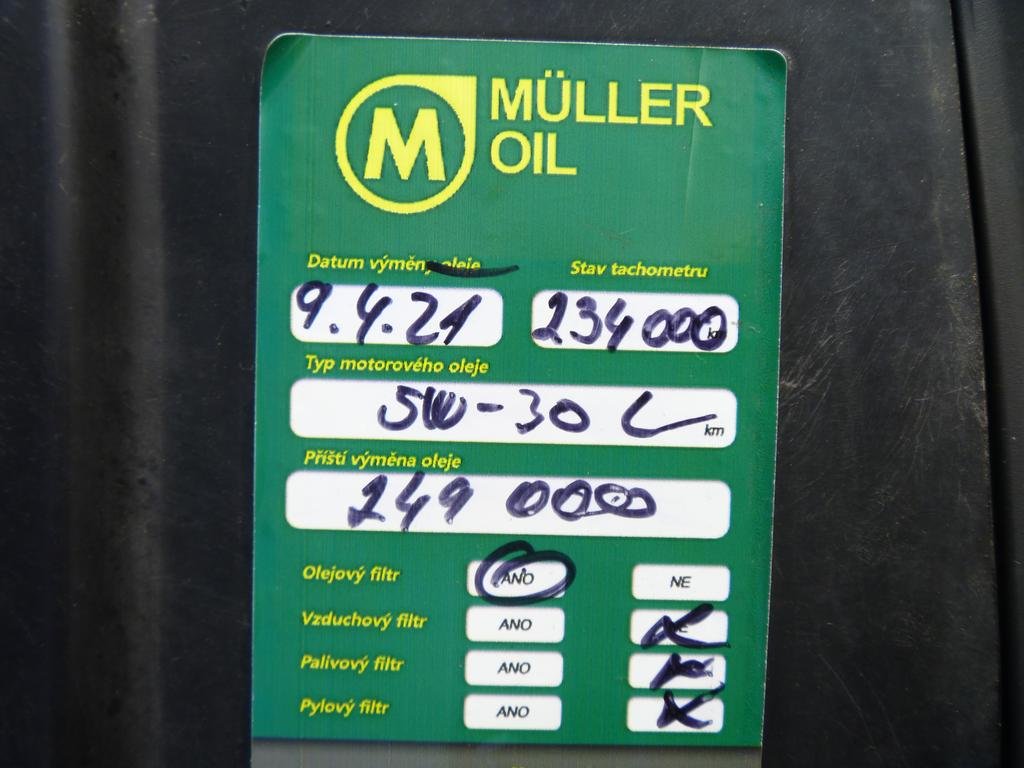 M MÜLLER
OIL
Datum výměny oleje Stav tachometru
9.4.21 234000 km
Typ motorového oleje
5W-30 L km
Příští výměna oleje
249 0000
Olejový filtr ANO NE
Vzduchový filtr ANO
Palivový filtr ANO
Pylový filtr ANO